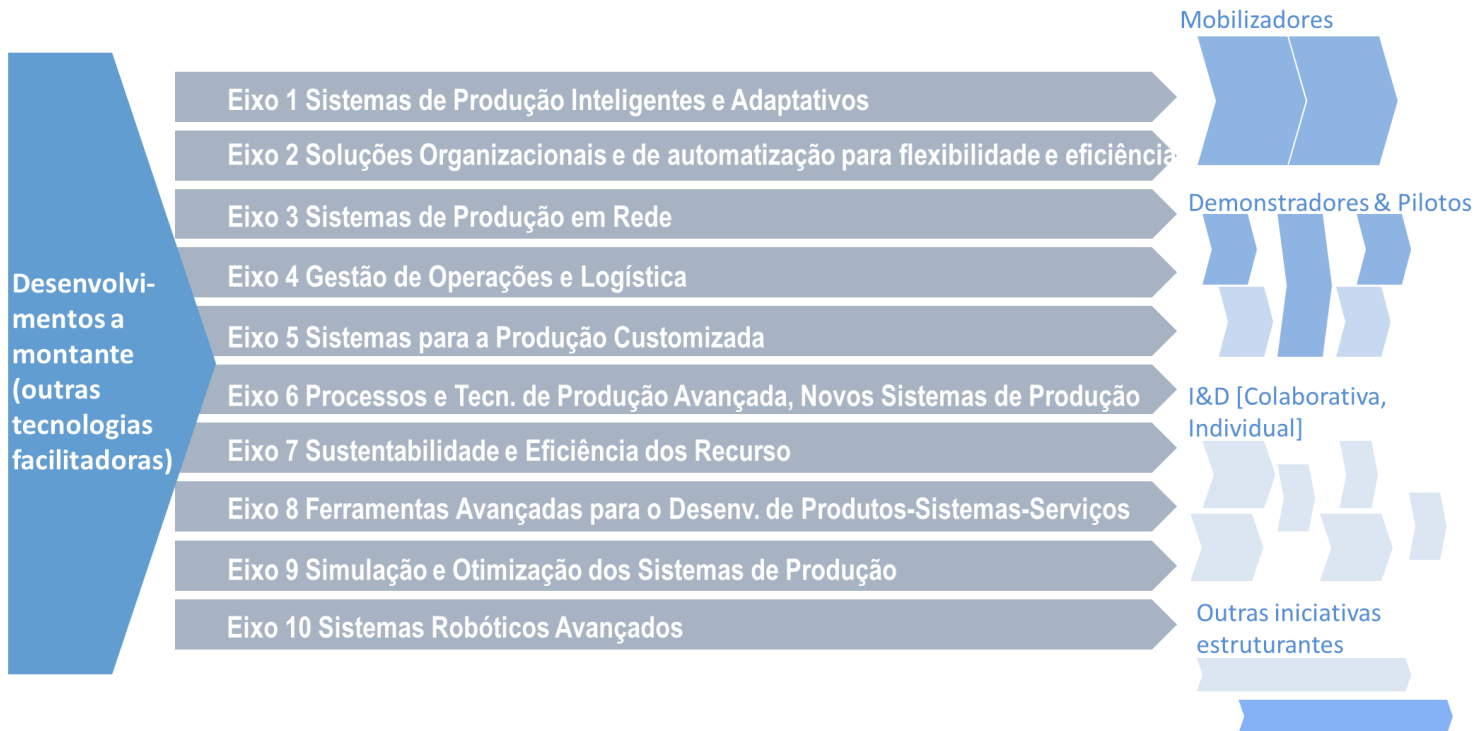 Desenvolvi-
mentos a
montante
(outras
tecnologias
facilitadoras)
Eixo 1 Sistemas de Produção Inteligentes e Adaptativos
Eixo 2 Soluções Organizacionais e de automatização para flexibilidade e eficiência
Eixo 3 Sistemas de Produção em Rede
Eixo 4 Gestão de Operações e Logística
Eixo 5 Sistemas para a Produção Customizada
Eixo 6 Processos e Tecn. de Produção Avançada, Novos Sistemas de Produção
Eixo 7 Sustentabilidade e Eficiência dos Recurso
Eixo 8 Ferramentas Avançadas para o Desenv. de Produtos-Sistemas-Serviços
Eixo 9 Simulação e Otimização dos Sistemas de Produção
Eixo 10 Sistemas Robóticos Avançados
Mobilizadores
Demonstradores & Pilotos
I&D [Colaborativa,
Individual]
Outras iniciativas
estruturantes